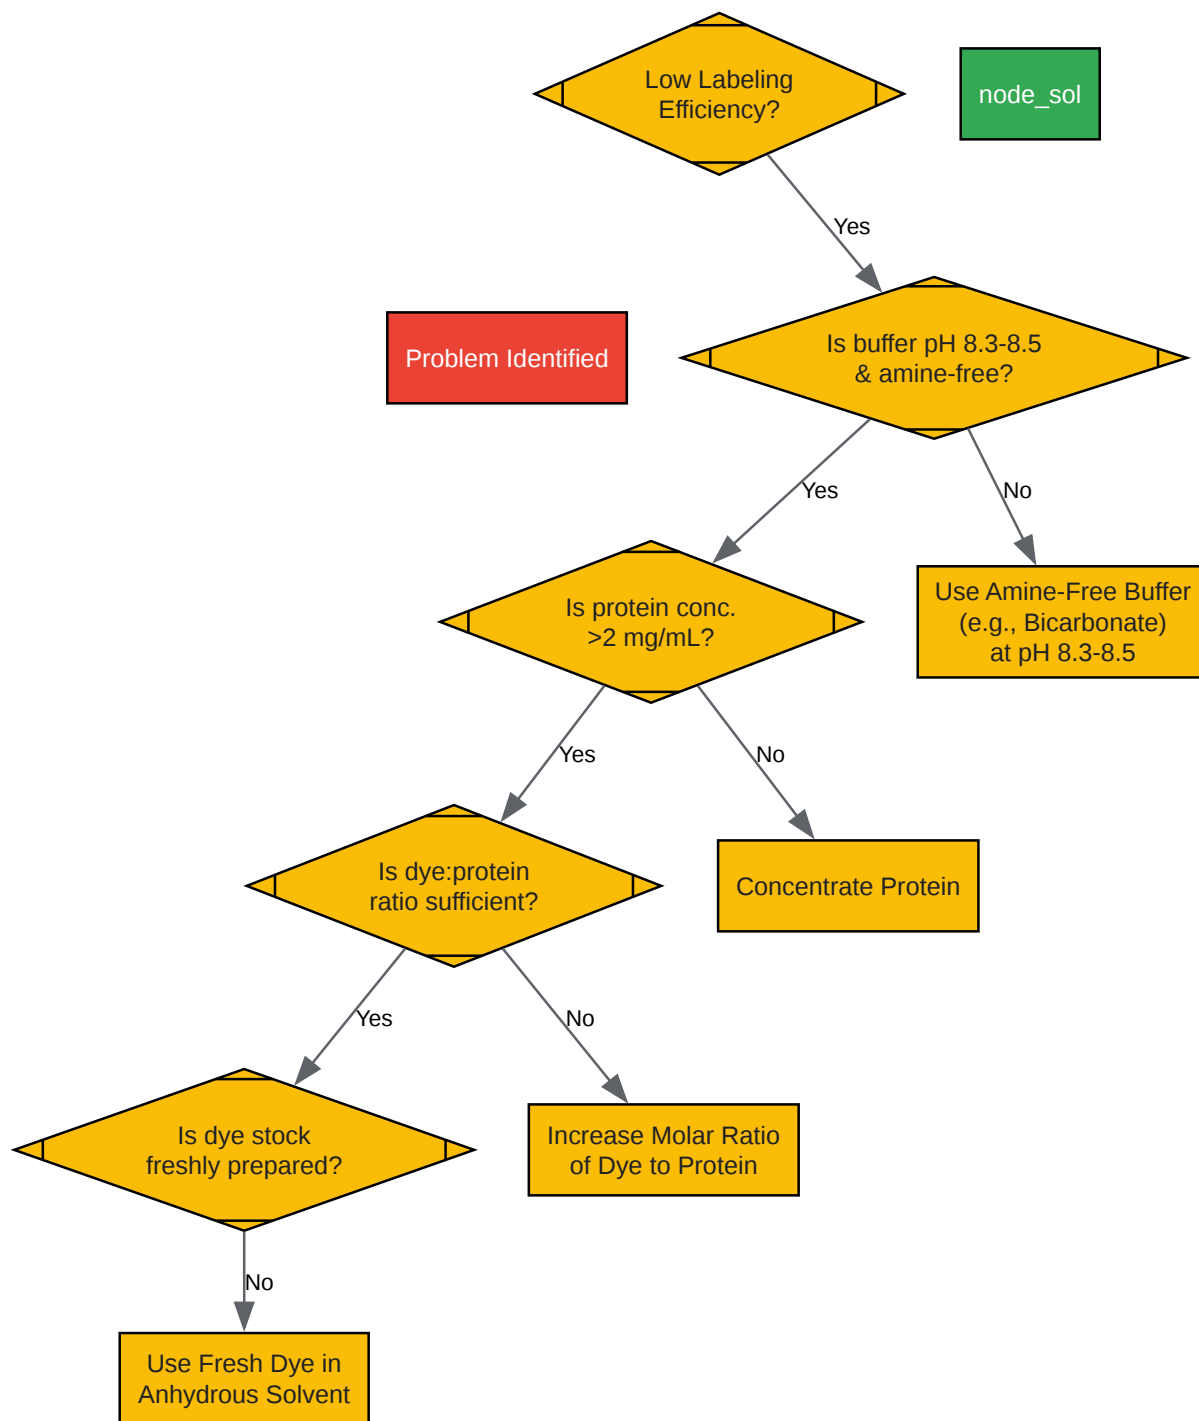 Low Labeling
Efficiency?
node_sol
Yes
Problem Identified
Is buffer pH 8.3-8.5
& amine-free?
Yes
No
Is protein conc.
>2 mg/mL?
Use Amine-Free Buffer
(e.g., Bicarbonate)
at pH 8.3-8.5
Yes
No
Is dye:protein
ratio sufficient?
Concentrate Protein
Yes
No
Is dye stock
freshly prepared?
Increase Molar Ratio
of Dye to Protein
No
Use Fresh Dye in
Anhydrous Solvent